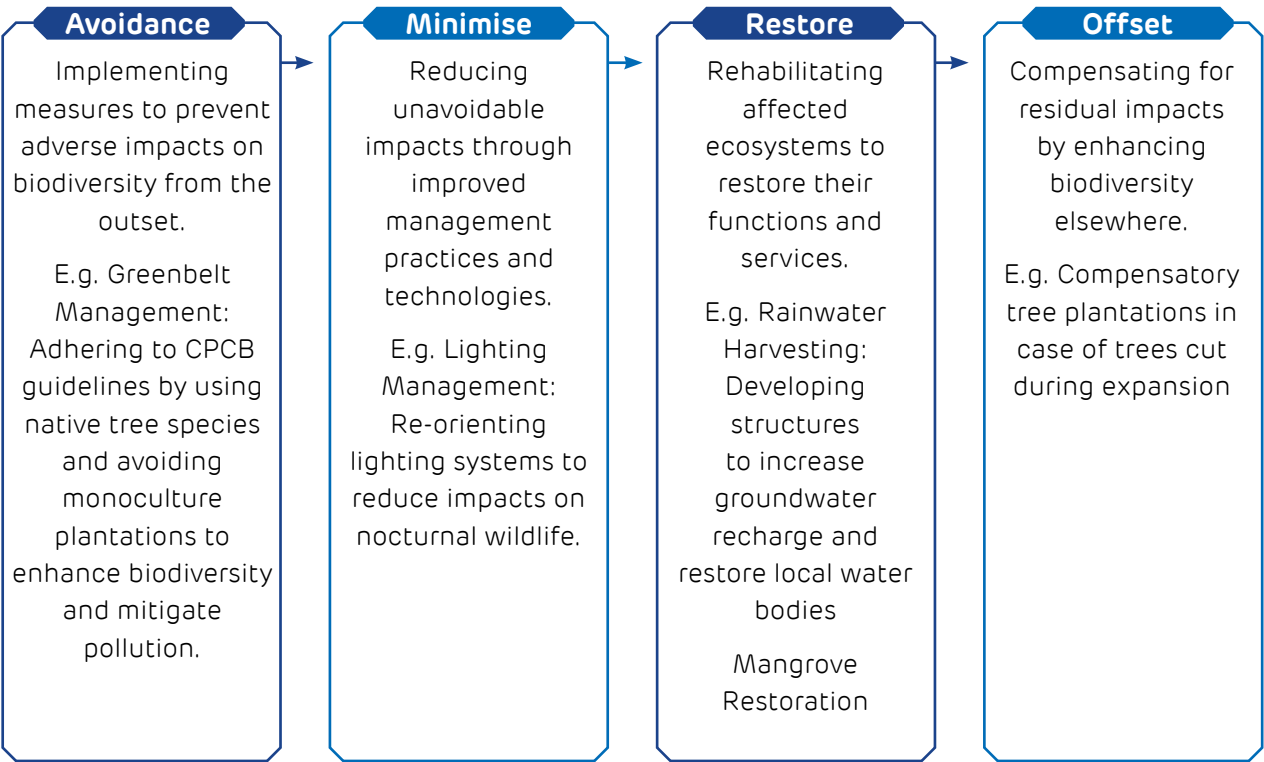 Avoidance
Implementing
measures to prevent
adverse impacts on
biodiversity from the
outset.
E.g. Greenbelt
Management:
Adhering to CPCB
guidelines by using
native tree species
and avoiding
monoculture
plantations to
enhance biodiversity
and mitigate
pollution.
Minimise
Reducing
unavoidable
impacts through
improved
management
practices and
technologies.
E.g. Lighting
Management:
Re-orienting
lighting systems to
reduce impacts on
nocturnal wildlife.
Restore
Rehabilitating
affected
ecosystems to
restore their
functions and
services.
E.g. Rainwater
Harvesting:
Developing
structures
to increase
groundwater
recharge and
restore local water
bodies
Mangrove
Restoration
Offset
Compensating for
residual impacts
by enhancing
biodiversity
elsewhere.
E.g. Compensatory
tree plantations in
case of trees cut
during expansion